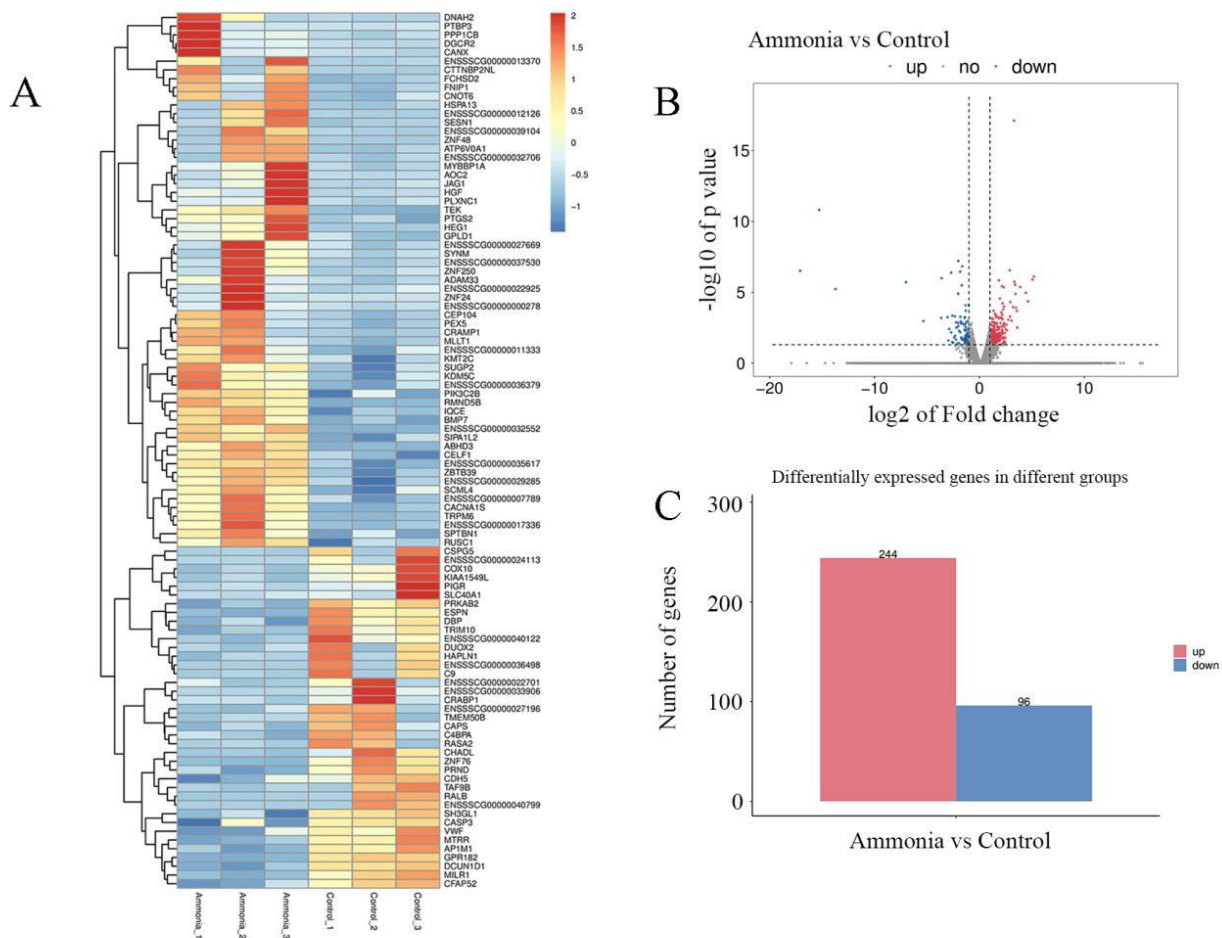 A
DNAH2
PTBP3
PPP1CB
DGCR2
CANX
ENSSSCG00000013370
CTTNBP2NL
FCHSD2
FNIP1
CNOT6
HSPA13
ENSSSCG00000012126
SESN1
ENSSSCG00000039104
ZNF48
ATP6V0A1
ENSSSCG00000032706
MYBBP1A
AOC2
JAG1
HGF
PLXNC1
TEK
PTGS2
HEG1
GPLD1
ENSSSCG00000027669
SYNM
ENSSSCG00000037530
ZNF250
ADAM33
ENSSSCG00000022925
ZNF24
ENSSSCG00000000278
CEP104
PEX5
CRAMP1
MLLT1
ENSSSCG00000011333
KMT2C
SUGP2
KDM5C
ENSSSCG00000036379
PIK3C2B
RMND5B
IQCE
BMP7
ENSSSCG00000032552
SIPA1L2
ABHD3
CELF1
ENSSSCG00000035617
ZBTB39
ENSSSCG00000029285
SCML4
ENSSSCG00000007789
CACNA1S
TRPM6
ENSSSCG00000017336
SPTBN1
RUSC1
CSPG5
ENSSSCG00000024113
COX10
KIAA1549L
PIGR
SLC40A1
PRKAB2
ESPN
DBP
TRIM10
ENSSSCG00000040122
DUOX2
HAPLN1
ENSSSCG00000036498
C9
ENSSSCG00000022701
ENSSSCG00000033906
CRABP1
ENSSSCG00000027196
TMEM50B
CAPS
C4BPA
RASA2
CHADL
ZNF76
PRND
CDH5
TAF9B
RALB
ENSSSCG00000040799
SH3GL1
CASP3
VWF
MTRR
AP1M1
GPR182
DCUN1D1
MILR1
CFAP52
Ammonia_1
Ammonia_2
Ammonia_3
Control_1
Control_2
Control_3
2
1.5
1
0.5
0
−0.5
−1
B
Ammonia vs Control
up no down
-log10 of p value
15
10
5
0
−20 −10 0 10
log2 of Fold change
C
Differentially expressed genes in different groups
Number of genes
300
200
100
0
244
96
up
down
Ammonia vs Control